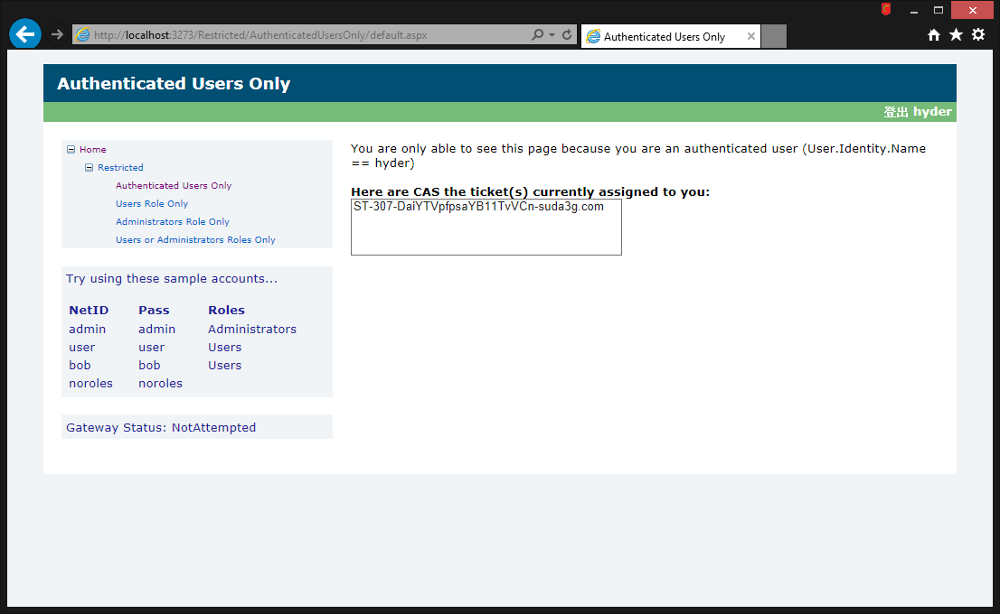 http://localhost:3273/Restricted/AuthenticatedUsersOnly/default.aspx
Authenticated Users Only
Authenticated Users Only
登出 hyder
Home
Restricted
Authenticated Users Only
Users Role Only
Administrators Role Only
Users or Administrators Roles Only
Try using these sample accounts...
NetID Pass Roles
admin admin Administrators
user user Users
bob bob Users
noroles noroles
Gateway Status: NotAttempted
You are only able to see this page because you are an authenticated user (User.Identity.Name
== hyder)
Here are CAS the ticket(s) currently assigned to you:
ST-307-DaiYTVpfpsaYB11TvVCn-suda3g.com